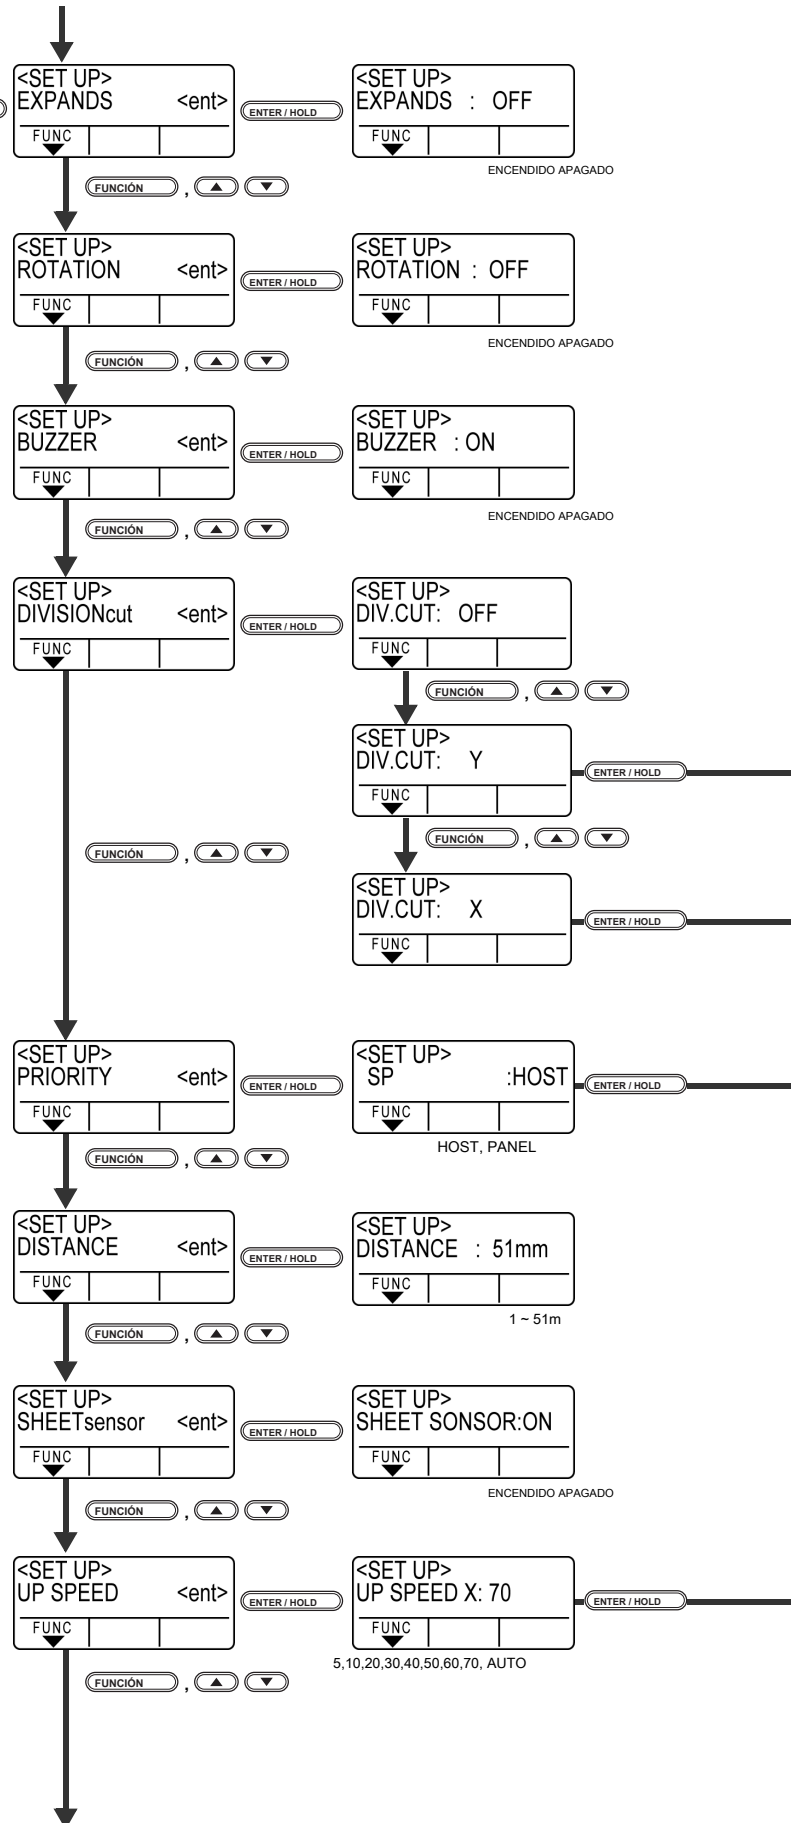 <SET UP>
EXPANDS <ent>
FUNC
ENTER / HOLD
<SET UP>
EXPANDS : OFF
FUNC
ENCENDIDO APAGADO
FUNCIÓN ,
<SET UP>
ROTATION <ent>
FUNC
ENTER / HOLD
<SET UP>
ROTATION : OFF
FUNC
ENCENDIDO APAGADO
FUNCIÓN ,
<SET UP>
BUZZER <ent>
FUNC
ENTER / HOLD
<SET UP>
BUZZER : ON
FUNC
ENCENDIDO APAGADO
FUNCIÓN ,
<SET UP>
DIVISIONcut <ent>
FUNC
ENTER / HOLD
<SET UP>
DIV.CUT: OFF
FUNC
FUNCIÓN ,
<SET UP>
DIV.CUT: Y
FUNC
ENTER / HOLD
FUNCIÓN ,
FUNCIÓN ,
<SET UP>
DIV.CUT: X
FUNC
ENTER / HOLD
<SET UP>
PRIORITY <ent>
FUNC
ENTER / HOLD
<SET UP>
SP :HOST
FUNC
ENTER / HOLD
HOST, PANEL
FUNCIÓN ,
<SET UP>
DISTANCE <ent>
FUNC
ENTER / HOLD
<SET UP>
DISTANCE : 51mm
FUNC
1 ~ 51m
FUNCIÓN ,
<SET UP>
SHEETsensor <ent>
FUNC
ENTER / HOLD
<SET UP>
SHEET SONSOR:ON
FUNC
ENCENDIDO APAGADO
FUNCIÓN ,
<SET UP>
UP SPEED <ent>
FUNC
ENTER / HOLD
<SET UP>
UP SPEED X: 70
FUNC
ENTER / HOLD
5,10,20,30,40,50,60,70, AUTO
FUNCIÓN ,